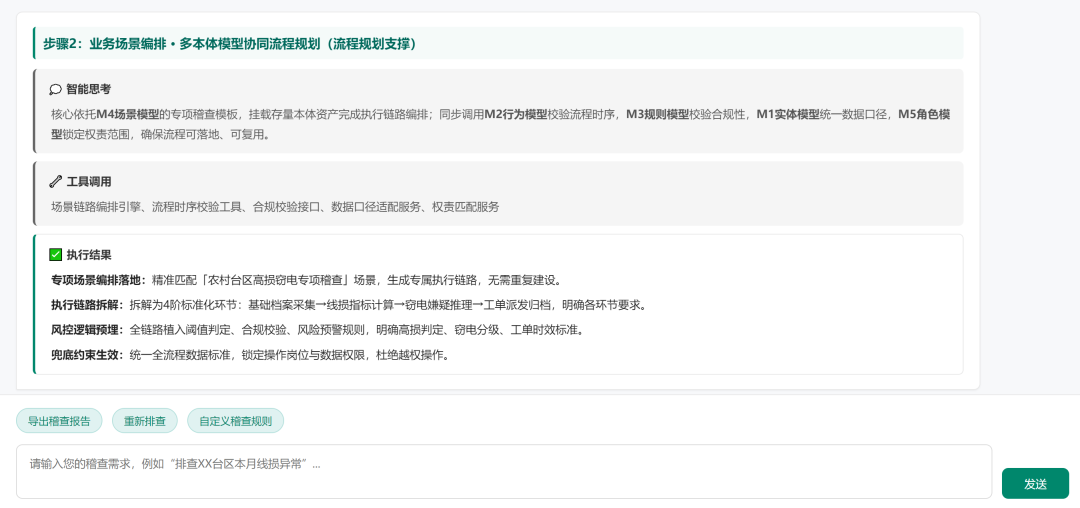 步骤2：业务场景编排 • 多本体模型协同流程规划（流程规划支撑）
智能思考
核心依托M4场景模型的专项稽查模板，挂载存量本体资产完成执行链路编排；同步调用M2行为模型校验流程时序，M3规则模型校验合规性，M1实体模型统一数据口径，M5角色模
型锁定权责范围，确保流程可落地、可复用。
工具调用
场景链路编排引擎、流程时序校验工具、合规校验接口、数据口径适配服务、权责匹配服务
执行结果
专项场景编排落地：精准匹配「农村台区高损窃电专项稽查」场景，生成专属执行链路，无需重复建设。
执行链路拆解：拆解为4阶标准化环节：基础档案采集→线损指标计算→窃电嫌疑推理→工单派发归档，明确各环节要求。
风控逻辑预埋：全链路植入阈值判定、合规校验、风险预警规则，明确高损判定、窃电分级、工单时效标准。
兜底约束生效：统一全流程数据标准，锁定操作岗位与数据权限，杜绝越权操作。
导出稽查报告 重新排查 自定义稽查规则
请输入您的稽查需求，例如“排查XX台区本月线损异常”...
发送